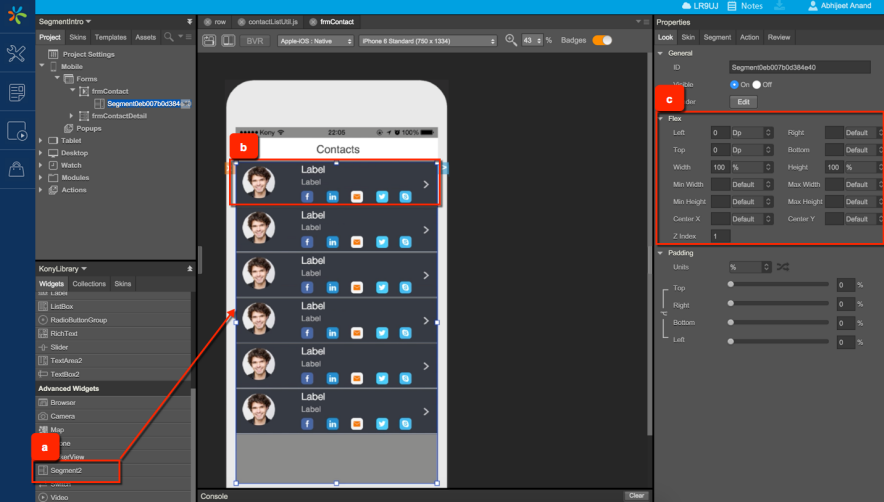 LR9UJ
Notes
Abhijeet Anand
SegmentIntro
row
contactListUtil.js
frmContact
Properties
Project
Skins
Templates
Assets
BVR
Apple-iOS : Native
iPhone 6 Standard (750 x 1334)
43
%
Badges
Look
Skin
Segment
Action
Review
Project Settings
Mobile
Forms
frmContact
Segment0eb007b0d384
frmContactDetail
Popups
Tablet
Desktop
Watch
Modules
Actions
KonyLibrary
Widgets
Collections
Skins
Label
ListBox
RadioButtonGroup
RichText
Slider
TextArea2
TextBox2
Advanced Widgets
Browser
Camera
Map
a
Segment2
Video
Kony
22:05
100%
b
Contacts
Label
Label
Label
Label
Label
Label
Label
Label
Label
Label
Label
Label
Console
Clear
General
ID
Segment0eb007b0d384e40
Visible
On
Off
c
Edit
Flex
Left
0
Dp
Right
Default
Top
0
Dp
Bottom
Default
Width
100
%
Height
100
%
Min Width
Default
Max Width
Default
Min Height
Default
Max Height
Default
Center X
Default
Center Y
Default
Z Index
1
Padding
Units
%
Top
0
%
Right
0
%
Bottom
0
%
Left
0
%